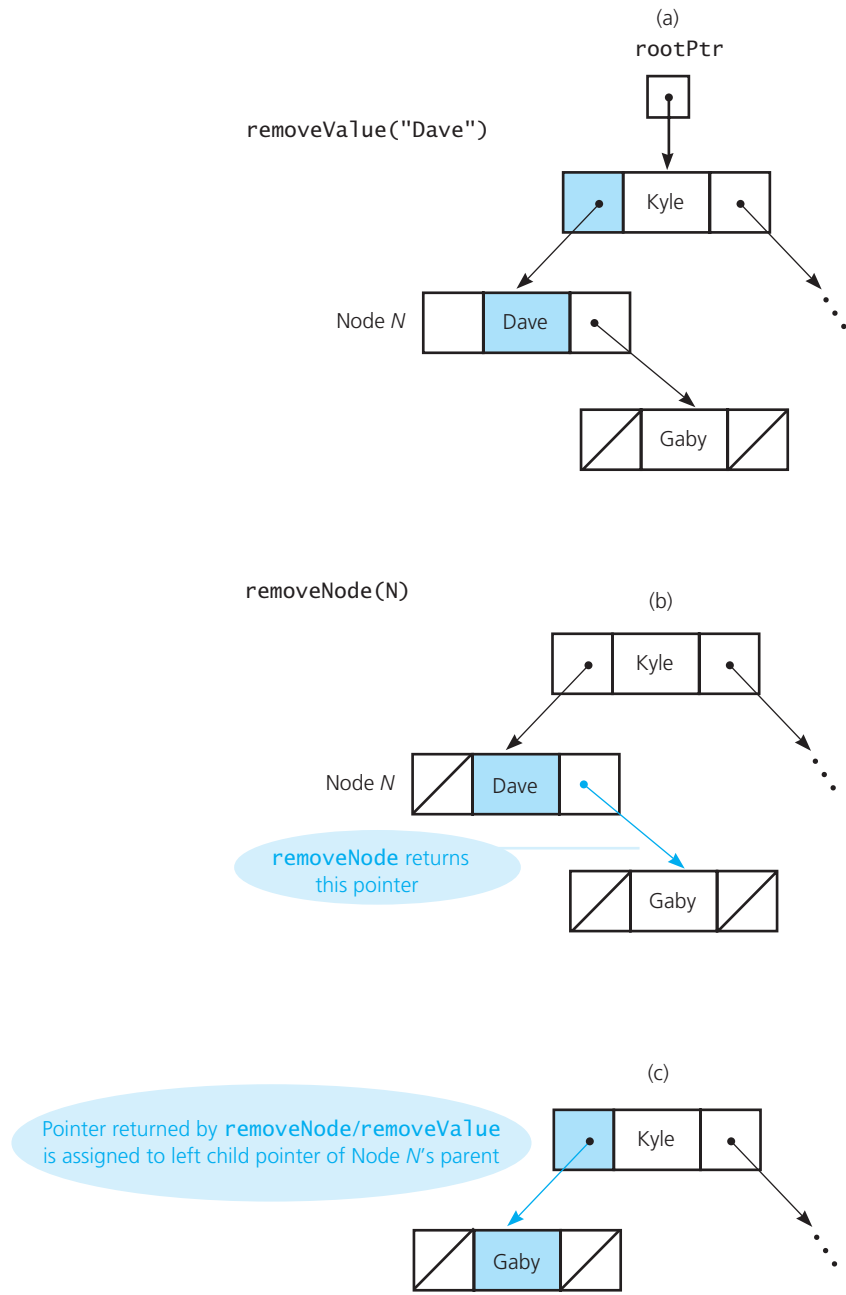 (a)
rootPtr
removeValue("Dave")
Kyle
Node N
Dave
Gaby
removeNode(N)
(b)
Kyle
Node N
Dave
removeNode returns
this pointer
Gaby
(c)
Pointer returned by removeNode/removeValue
is assigned to left child pointer of Node N’s parent
Kyle
Gaby